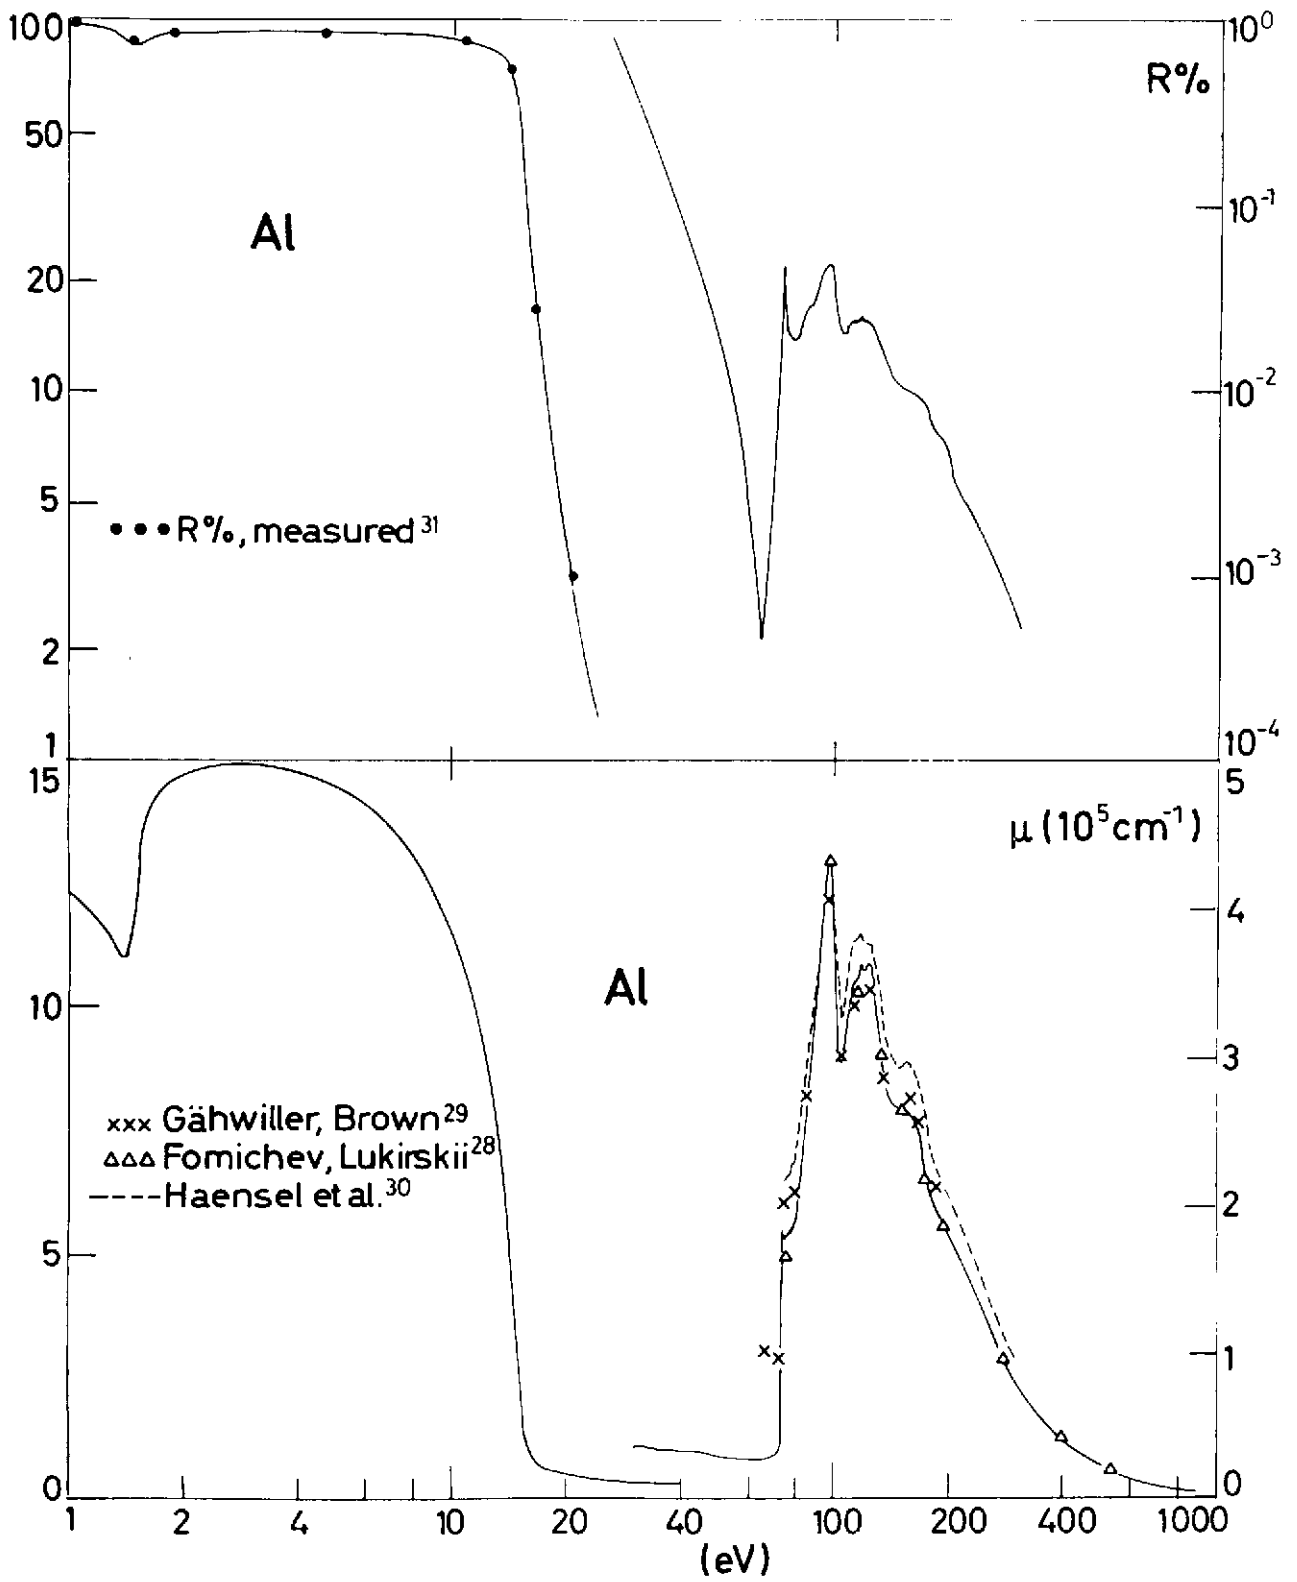 100
50
20
10
5
2
1
Al
R%
10⁰
10⁻¹
10⁻²
10⁻³
10⁻⁴
••• R%, measured³¹
15
10
5
0
Al
μ (10⁵cm⁻¹)
5
4
3
2
1
0
××× Gähwiller, Brown²⁹
△△△ Fomichev, Lukirskii²⁸
---- Haensel et al.³⁰
1 2 4 10 20 40 100 200 400 1000
(eV)